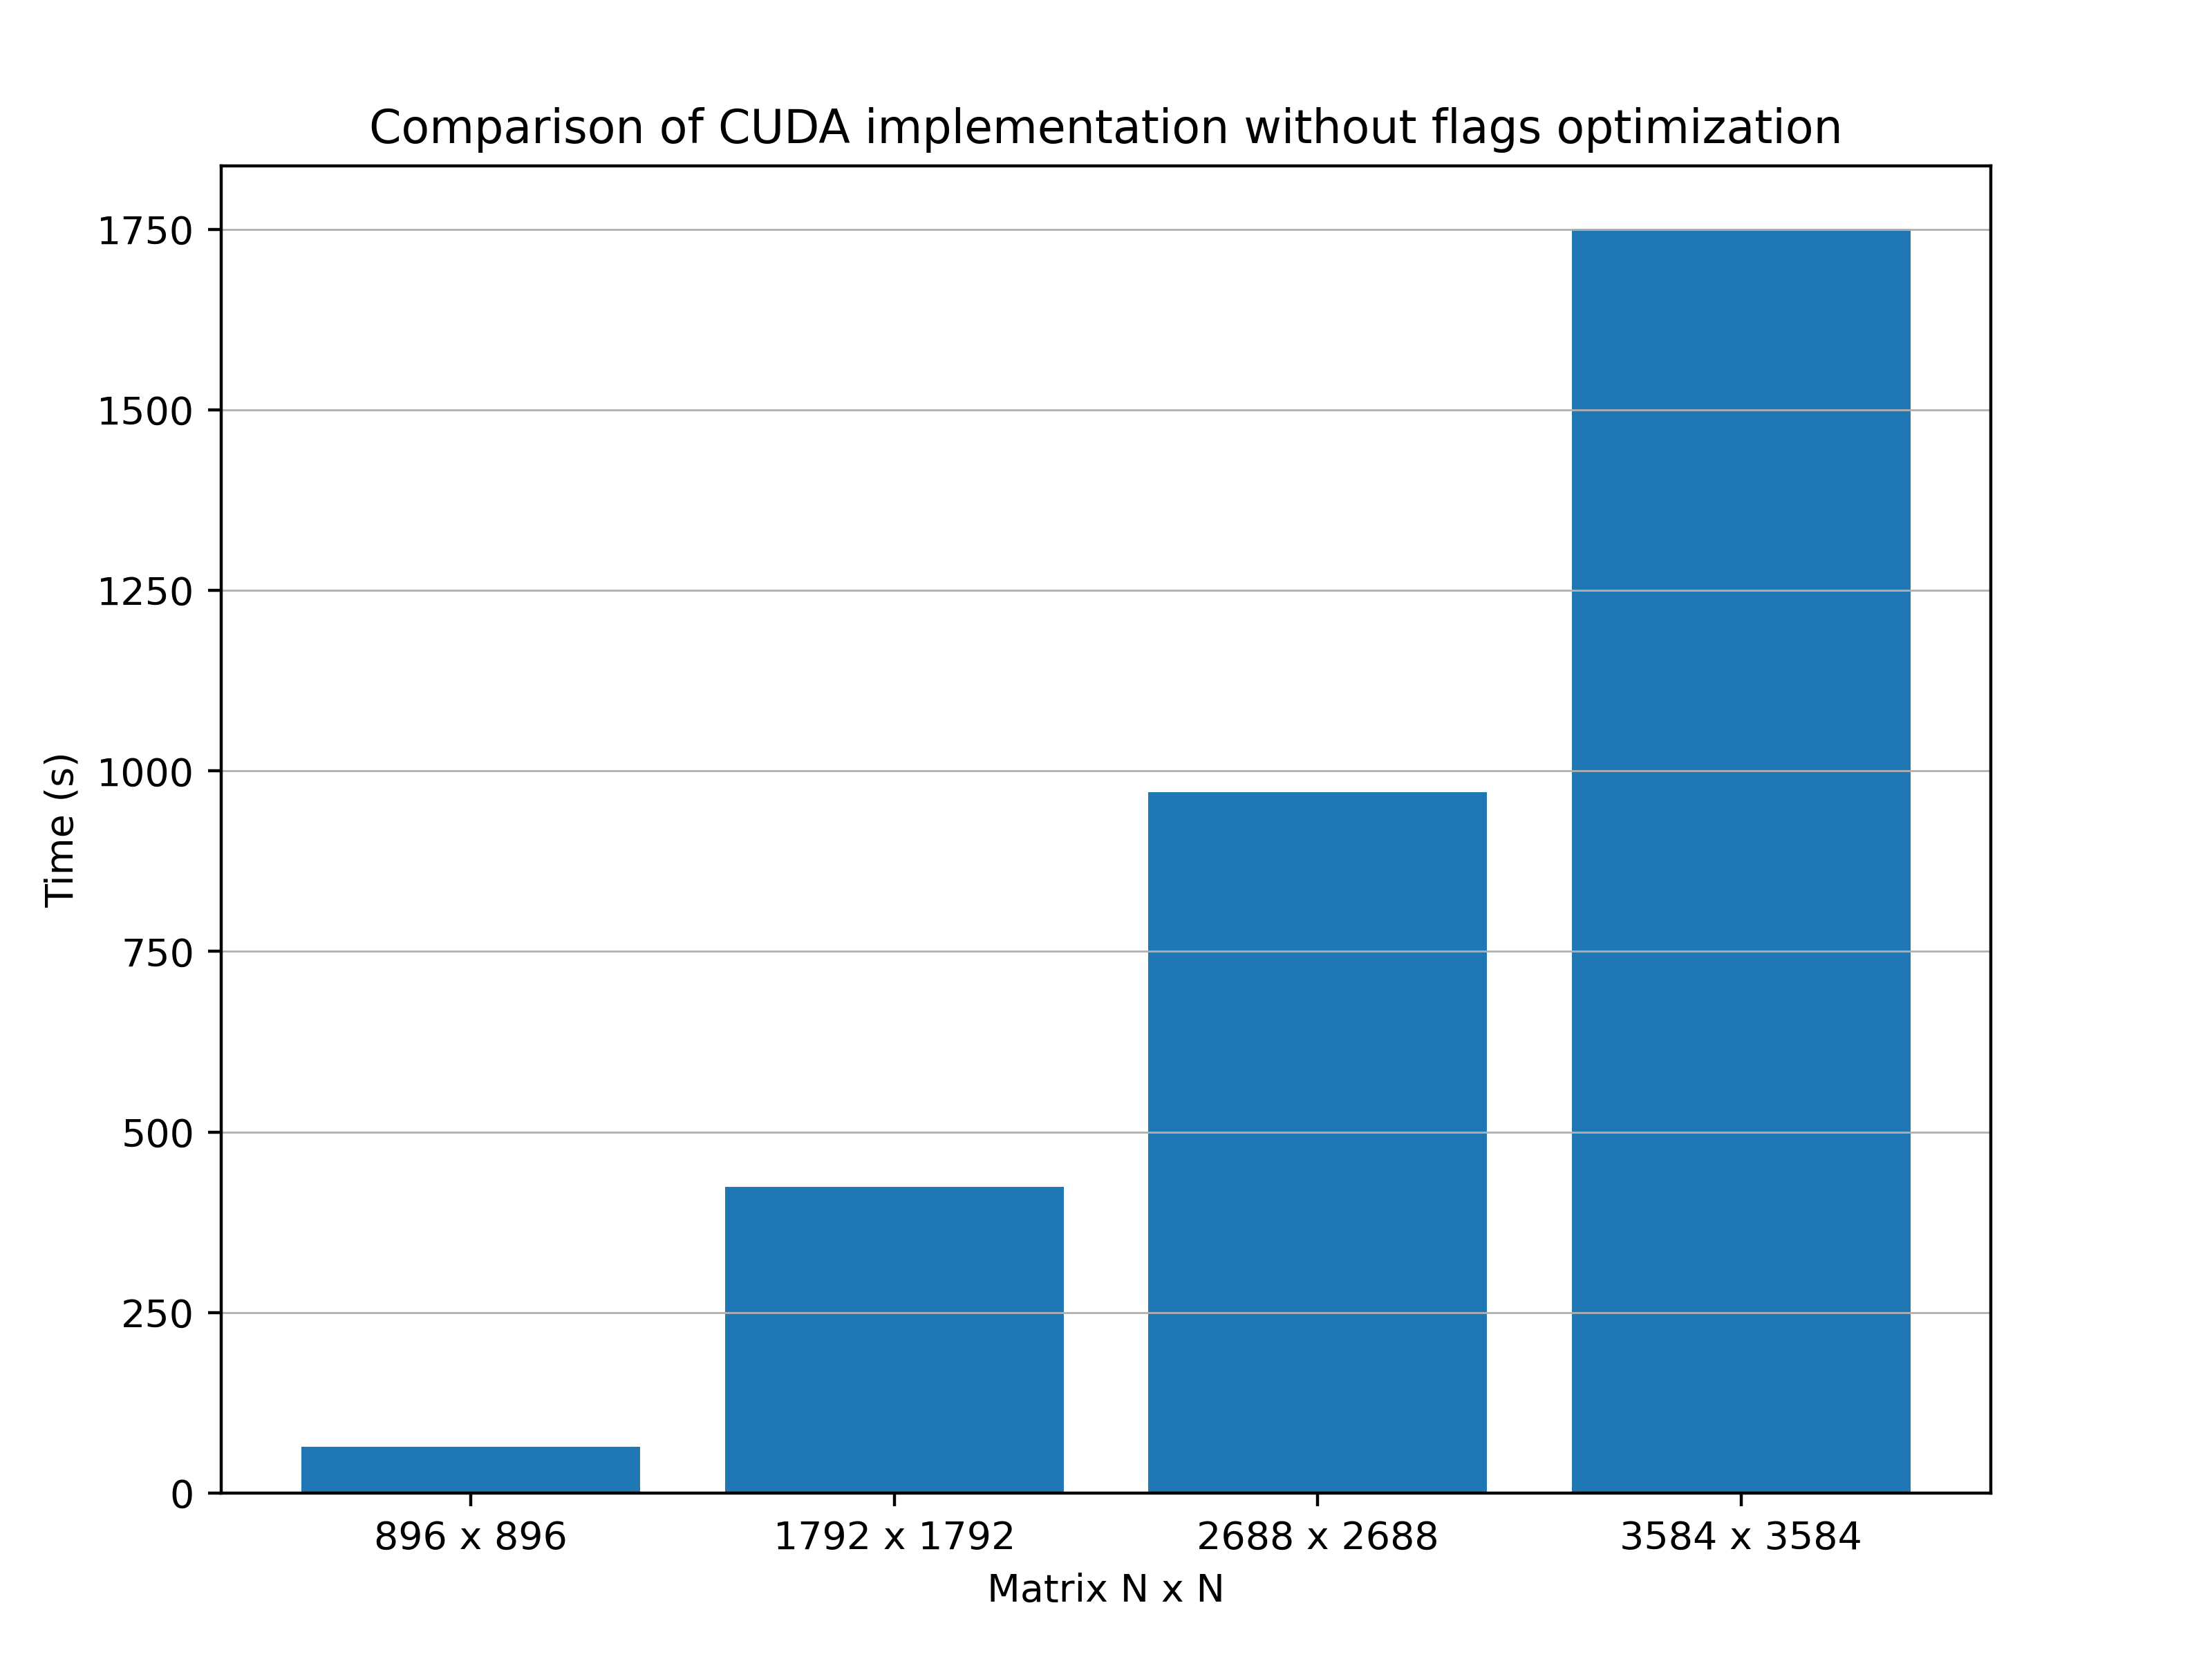 Comparison of CUDA implementation without flags optimization
1750
1500
1250
1000
750
500
250
0
Time (s)
896 x 896
1792 x 1792
2688 x 2688
3584 x 3584
Matrix N x N